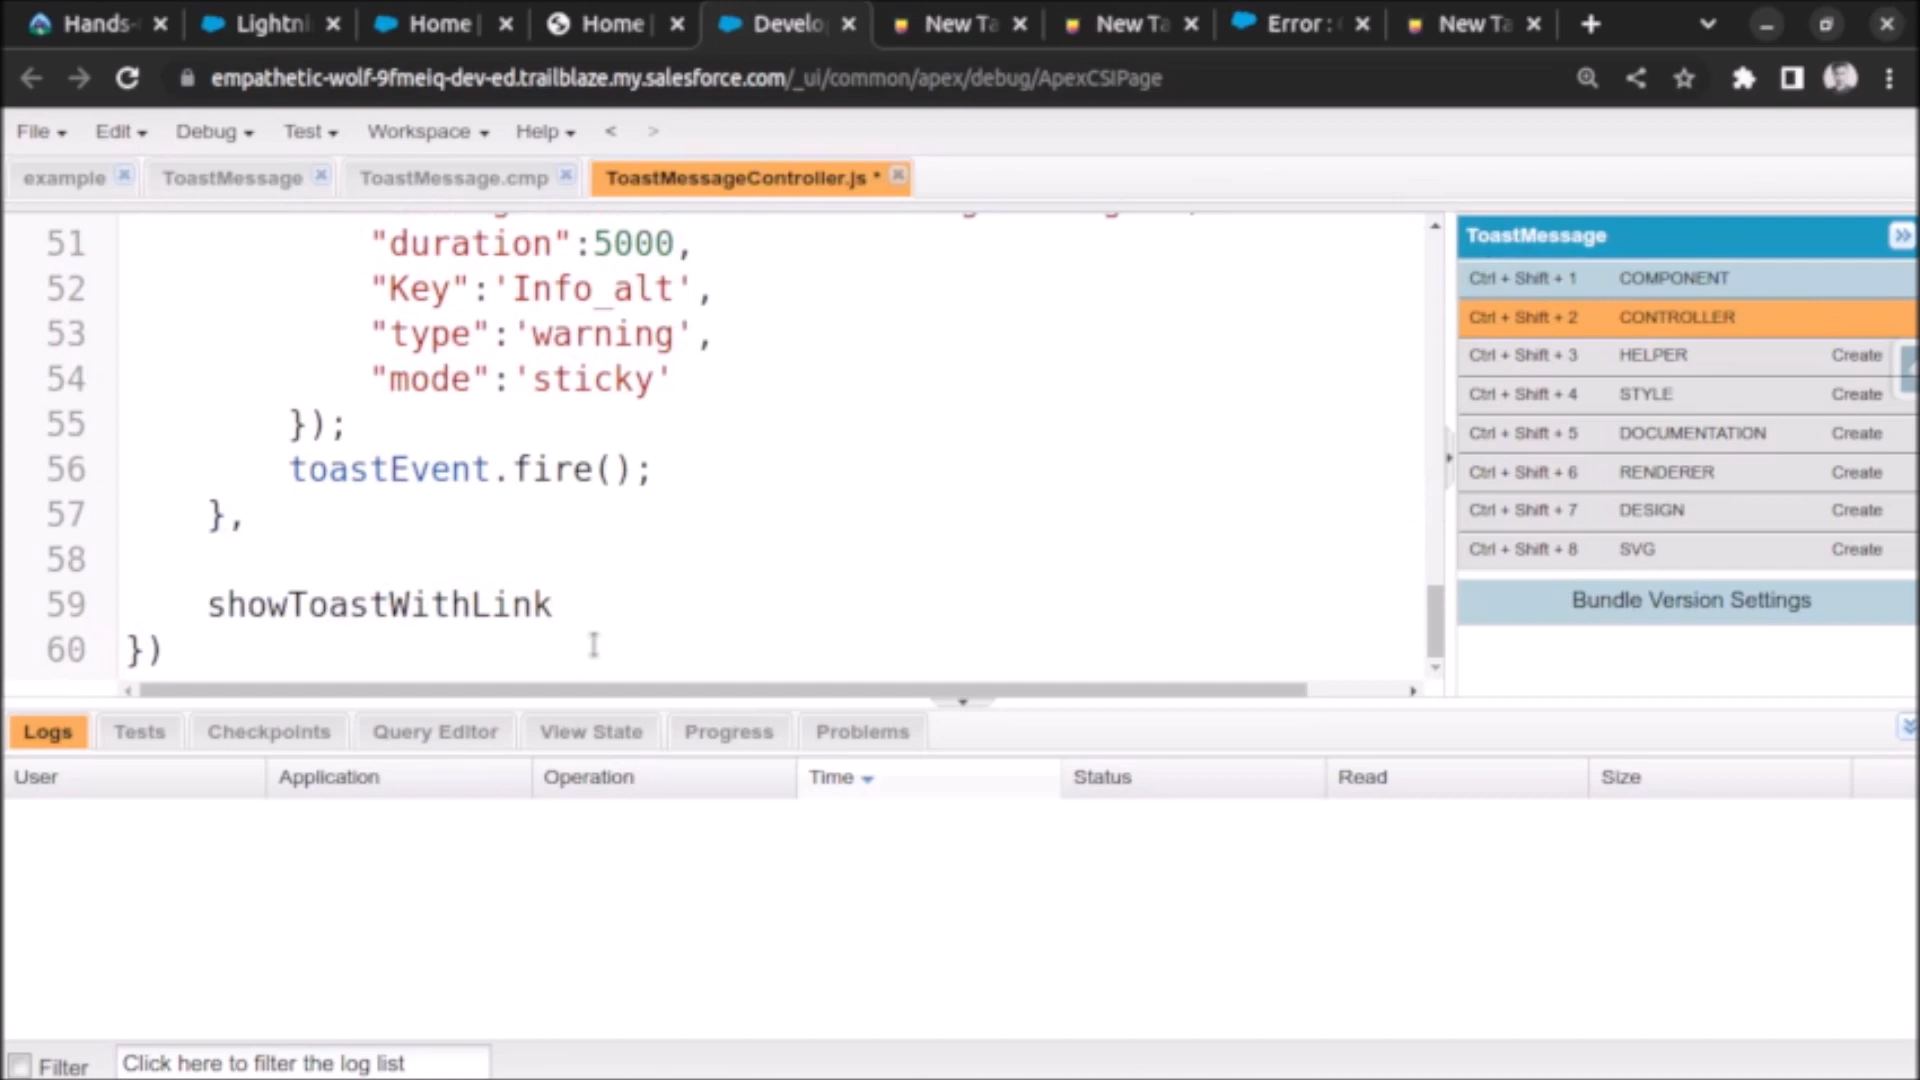 Hands-
Lightni
Home
Home
Develo
New Ta
New Ta
Error :
New Ta
empathetic-wolf-9fmeiq-dev-ed.trailblaze.my.salesforce.com/_ui/common/apex/debug/ApexCSIPage
File Edit Debug Test Workspace Help < >
example ToastMessage ToastMessage.cmp ToastMessageController.js *
51 "duration":5000,
52 "Key":'Info_alt',
53 "type":'warning',
54 "mode":'sticky'
55 });
56 toastEvent.fire();
57 },
58
59 showToastWithLink
60 })
ToastMessage
Ctrl + Shift + 1 COMPONENT
Ctrl + Shift + 2 CONTROLLER
Ctrl + Shift + 3 HELPER Create
Ctrl + Shift + 4 STYLE Create
Ctrl + Shift + 5 DOCUMENTATION Create
Ctrl + Shift + 6 RENDERER Create
Ctrl + Shift + 7 DESIGN Create
Ctrl + Shift + 8 SVG Create
Bundle Version Settings
Logs Tests Checkpoints Query Editor View State Progress Problems
User Application Operation Time Status Read Size
Filter Click here to filter the log list